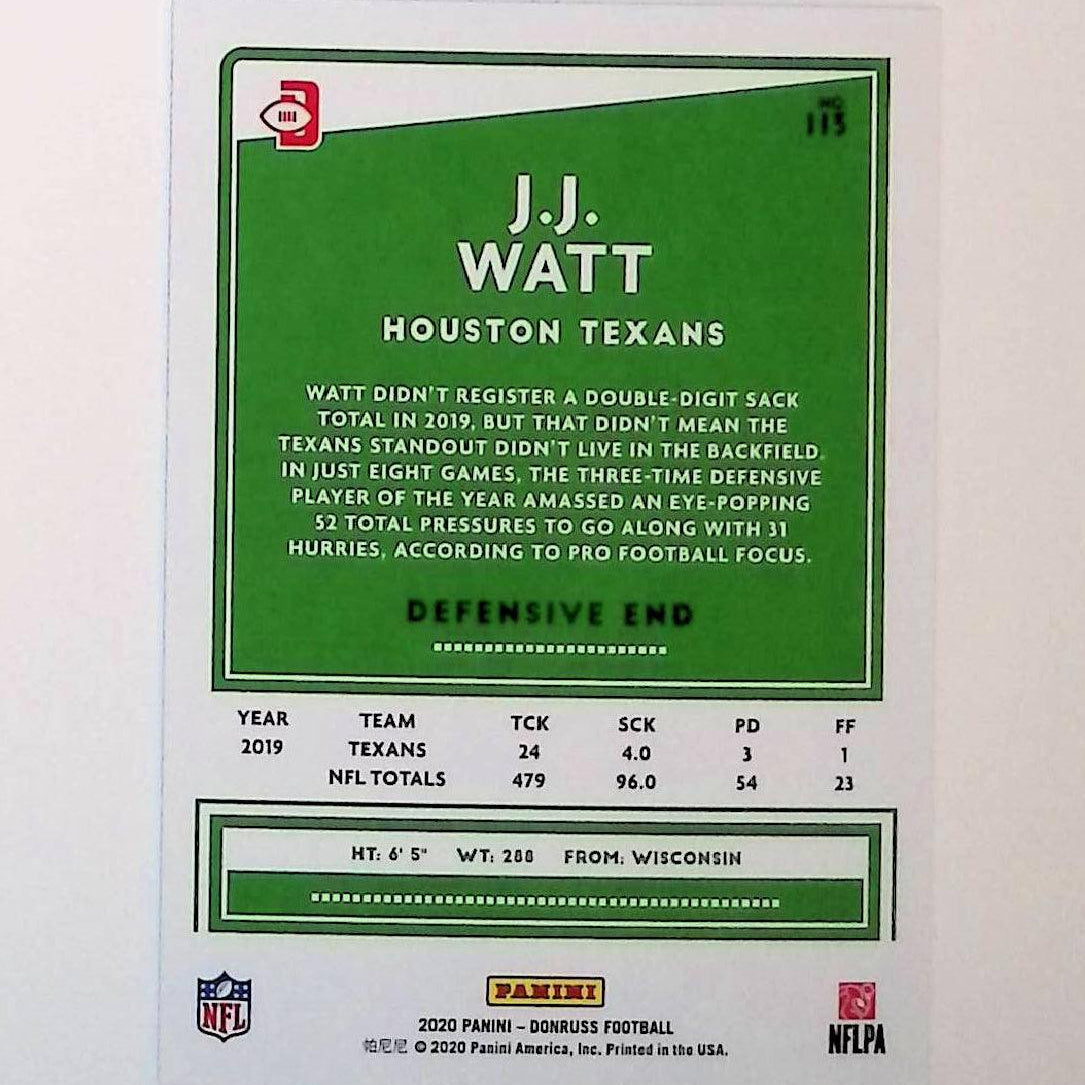 D
NO
113
J.J.
WATT
HOUSTON TEXANS
WATT DIDN'T REGISTER A DOUBLE-DIGIT SACK
TOTAL IN 2019, BUT THAT DIDN'T MEAN THE
TEXANS STANDOUT DIDN'T LIVE IN THE BACKFIELD.
IN JUST EIGHT GAMES, THE THREE-TIME DEFENSIVE
PLAYER OF THE YEAR AMASSED AN EYE-POPPING
52 TOTAL PRESSURES TO GO ALONG WITH 31
HURRIES, ACCORDING TO PRO FOOTBALL FOCUS.
DEFENSIVE END
YEAR TEAM TCK SCK PD FF
2019 TEXANS 24 4.0 3 1
NFL TOTALS 479 96.0 54 23
HT: 6' 5" WT: 288 FROM: WISCONSIN
NFL
PANINI
NFLPA
2020 PANINI – DONRUSS FOOTBALL
帕尼尼 © 2020 Panini America, Inc. Printed in the USA.